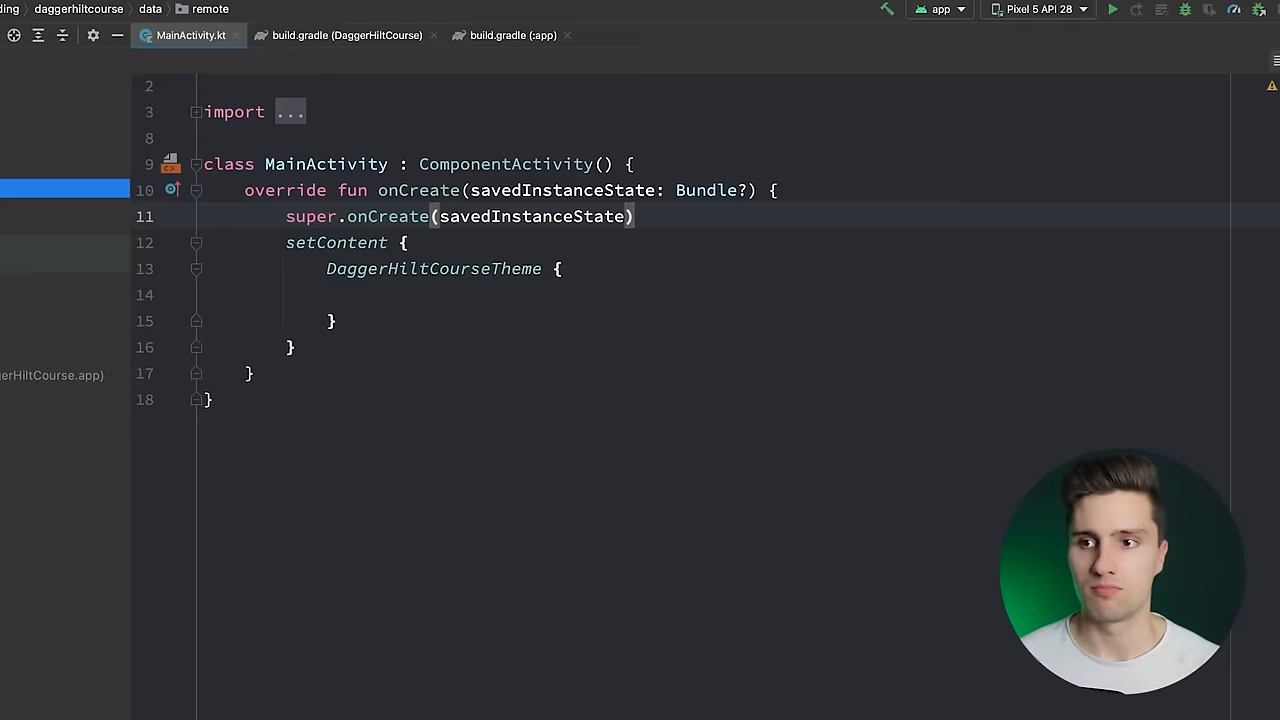 ding daggerhiltcourse data remote app Pixel 5 API 28
MainActivity.kt build.gradle (DaggerHiltCourse) build.gradle (:app)
2
3 import ...
8
9 class MainActivity : ComponentActivity() {
10 override fun onCreate(savedInstanceState: Bundle?) {
11 super.onCreate(savedInstanceState)
12 setContent {
13 DaggerHiltCourseTheme {
14
15 }
16 }
gerHiltCourse.app)
17 }
18 }